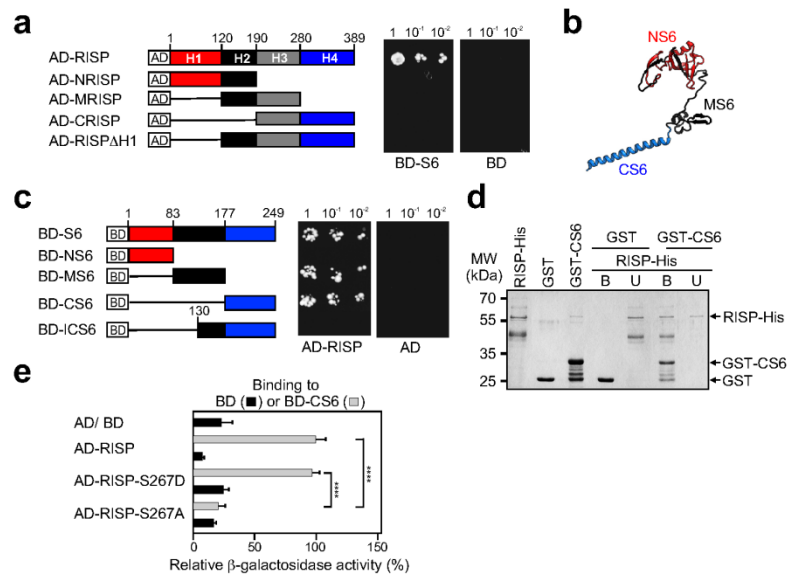 a
1 120 190 280 389
AD-RISP AD H1 H2 H3 H4
AD-NRISP AD
AD-MRISP AD
AD-CRISP AD
AD-RISPΔH1 AD
1 10-1 10-2 1 10-1 10-2
BD-S6 BD
b
NS6
MS6
CS6
c
1 83 177 249
BD-S6 BD
BD-NS6 BD
BD-MS6 BD
BD-CS6 BD
130
BD-lCS6 BD
1 10-1 10-2 1 10-1 10-2
AD-RISP AD
d
MW (kDa)
RISP-His GST GST-CS6
GST GST-CS6
RISP-His
B U B U
70
55
35
25
RISP-His
GST-CS6
GST
e
Binding to
BD (■) or BD-CS6 (■)
AD/ BD
AD-RISP
AD-RISP-S267D
AD-RISP-S267A
**** ****
0 50 100 150
Relative β-galactosidase activity (%)